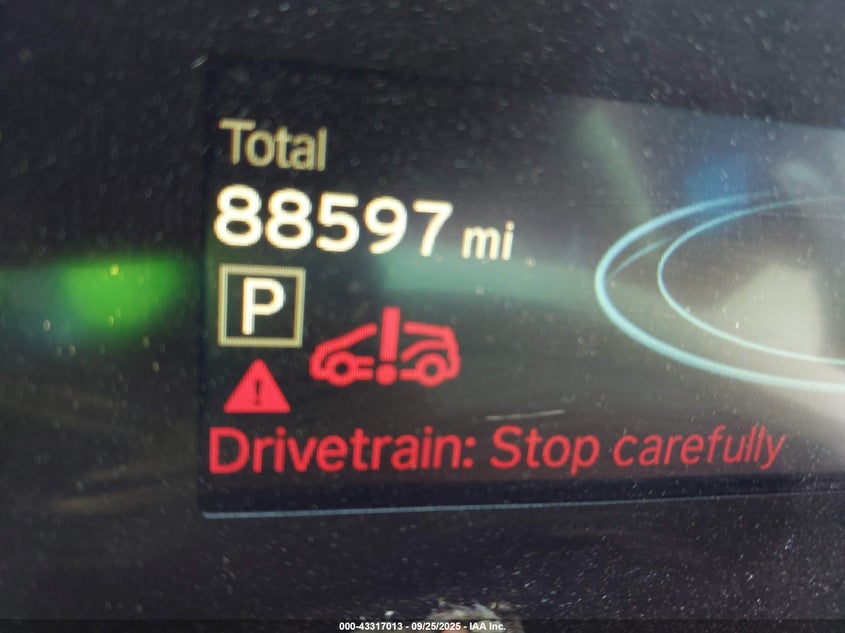 Total
88597 mi
P
Drivetrain: Stop carefully
000-43317013 - 09/25/2025 - IAA Inc.